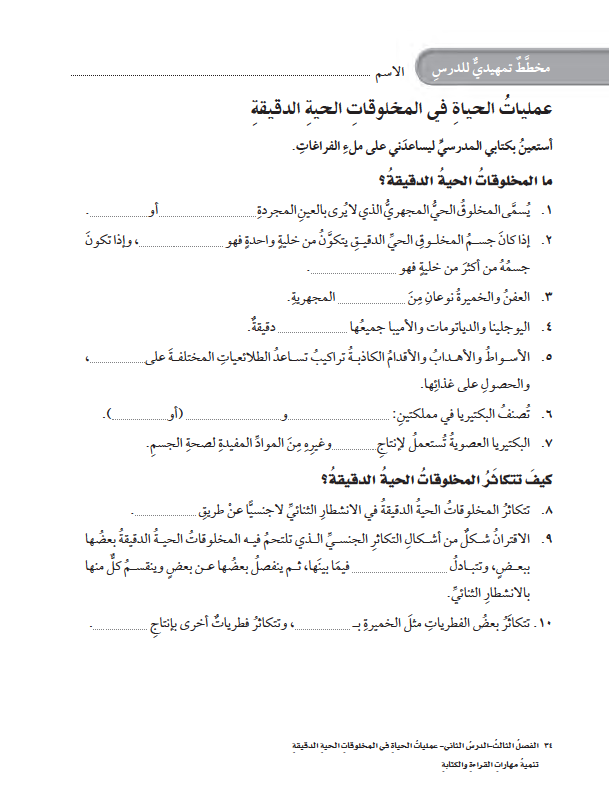 مخطَّطٌ تمهيديٌّ للدرسِ
الاسم ........................
عملياتُ الحياةِ في المخلوقاتِ الحيةِ الدقيقةِ
أستعينُ بكتابي المدرسيِّ ليساعدَني على ملءِ الفراغاتِ.
ما المخلوقاتُ الحيةُ الدقيقةُ؟
١. يُسمَّى المخلوقُ الحيُّ المجهريُّ الذي لا يُرى بالعينِ المجردةِ ............ أو ............ .
٢. إذا كانَ جسمُ المخلوقِ الحيِّ الدقيقِ يتكوَّنُ من خليةٍ واحدةٍ فهو ............ ، وإذا تكونَ
جسمُهُ من أكثرَ من خليةٍ فهو ............ .
٣. العفنُ والخميرةُ نوعانِ مِنَ ............ المجهريةِ.
٤. اليوجلينا والدياتومات والأميبا جميعُها ............ دقيقةٌ.
٥. الأسواطُ والأهدابُ والأقدامُ الكاذبةُ تراكيبُ تساعدُ الطلائعياتِ المختلفةَ على ............ ،
والحصولِ على غذائِها.
٦. تُصنفُ البكتيريا في مملكتينِ: ............ و ............ (أو ............).
٧. البكتيريا العصويةُ تُستعملُ لإنتاجِ ............ وغيرِهِ مِنَ الموادِّ المفيدةِ لصحةِ الجسمِ.
كيفَ تتكاثَرُ المخلوقاتُ الحيةُ الدقيقةُ؟
٨. تتكاثرُ المخلوقاتُ الحيةُ الدقيقةُ في الانشطارِ الثنائيِّ لاجنسيًّا عنْ طريقِ ............ .
٩. الاقترانُ شكلٌ من أشكالِ التكاثرِ الجنسيِّ الذي تلتحمُ فيه المخلوقاتُ الحيةُ الدقيقةُ بعضُها
ببعضٍ، وتتبادلُ ............ فيمَا بينَها، ثم ينفصلُ بعضُها عن بعضٍ وينقسمُ كلٌّ منها
بالانشطارِ الثنائيِّ.
١٠. تتكاثرُ بعضُ الفطرياتِ مثلَ الخميرةِ بـ ............ ، وتتكاثرُ فطرياتٌ أخرى بإنتاجِ ............ .
٣٤ الفصلُ الثالثُ-الدرسُ الثاني- عملياتُ الحياةِ في المخلوقاتِ الحيةِ الدقيقةِ
تنميةُ مهاراتِ القراءةِ والكتابةِ